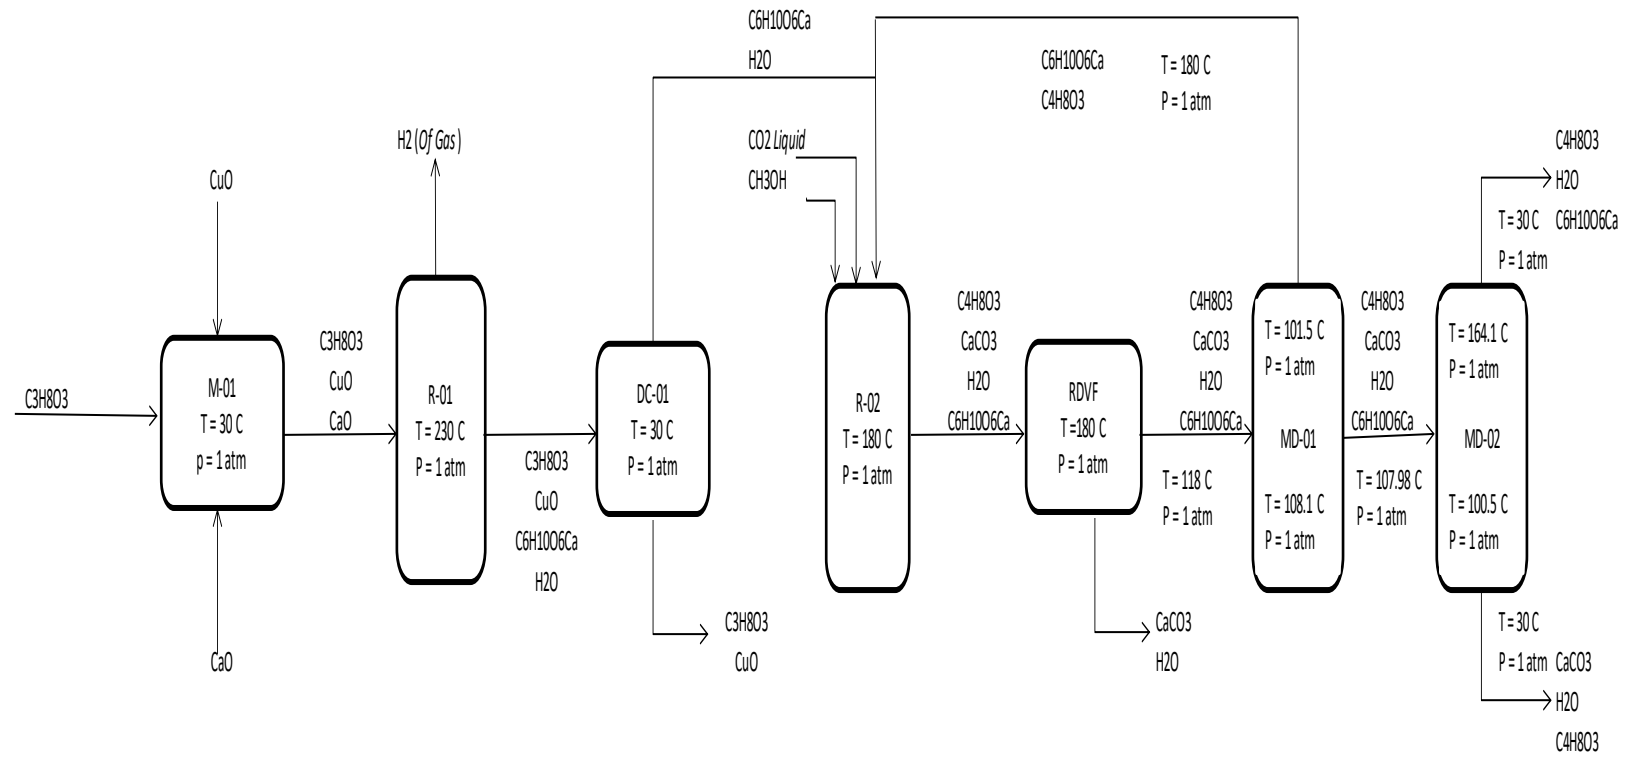 C6H10O6Ca
H2O
C6H10O6Ca
C4H8O3
T = 180 C
P = 1 atm
H2 (Of Gas )
CO2 Liquid
CH3OH
CuO
C4H8O3
H2O
C6H10O6Ca
T = 30 C
P = 1 atm
C3H8O3
M-01
T = 30 C
p = 1 atm
CaO
C3H8O3
CuO
CaO
R-01
T = 230 C
P = 1 atm
C3H8O3
CuO
C6H10O6Ca
H2O
DC-01
T = 30 C
P = 1 atm
C3H8O3
CuO
R-02
T = 180 C
P = 1 atm
C4H8O3
CaCO3
H2O
C6H10O6Ca
RDVF
T =180 C
P = 1 atm
CaCO3
H2O
C4H8O3
CaCO3
H2O
C6H10O6Ca
T = 118 C
P = 1 atm
T = 101.5 C
P = 1 atm
MD-01
T = 108.1 C
P = 1 atm
C4H8O3
CaCO3
H2O
C6H10O6Ca
T = 107.98 C
P = 1 atm
T = 164.1 C
P = 1 atm
MD-02
T = 100.5 C
P = 1 atm
T = 30 C
P = 1 atm
CaCO3
H2O
C4H8O3